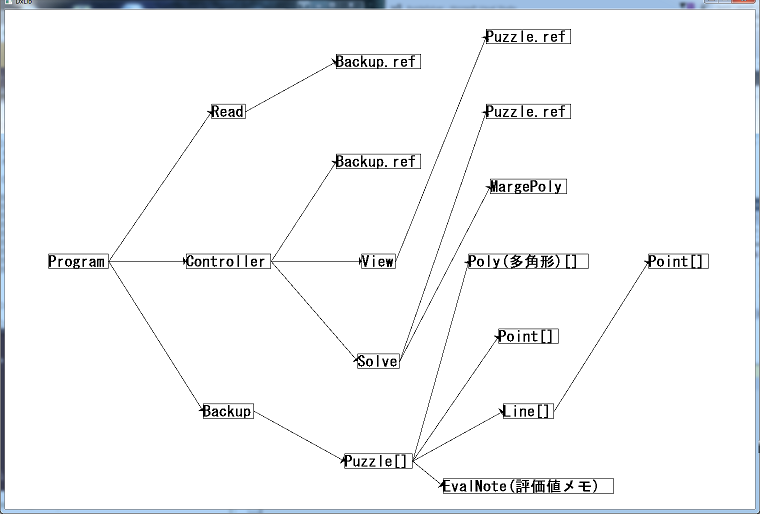 DxLib
Puzzle.ref
Backup.ref
Read
Puzzle.ref
Backup.ref
MargePoly
Program
Controller
View
Poly(多角形)[]
Point[]
Point[]
Solve
Backup
Line[]
Puzzle[]
EvalNote(評価値メモ)